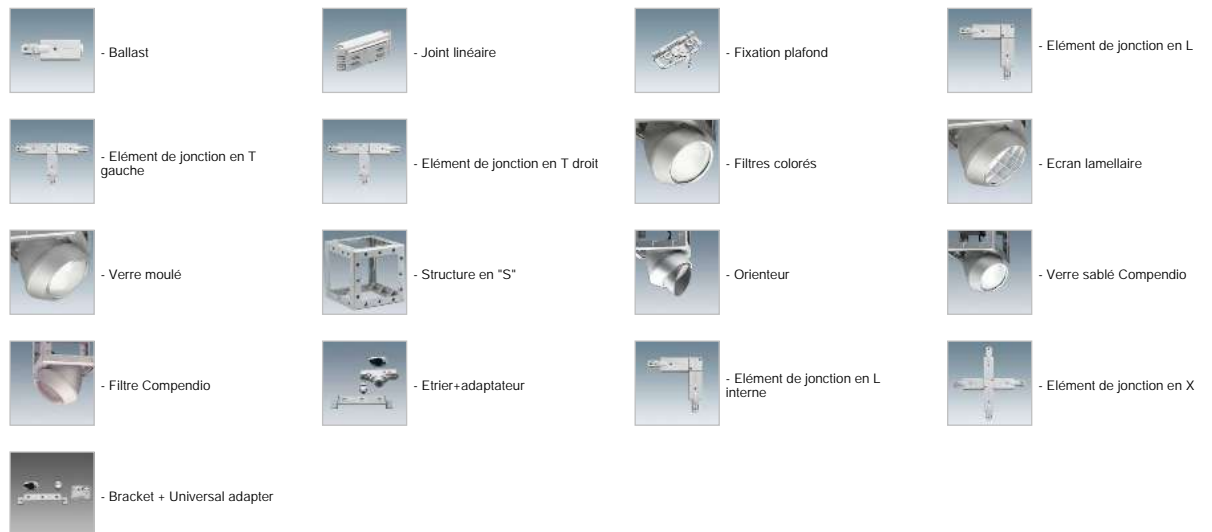 - Ballast
- Joint linéaire
- Fixation plafond
- Elément de jonction en L
- Elément de jonction en T
gauche
- Elément de jonction en T droit
- Filtres colorés
- Ecran lamellaire
- Verre moulé
- Structure en "S"
- Orienteur
- Verre sablé Compendio
- Filtre Compendio
- Etrier+adaptateur
- Elément de jonction en L
interne
- Elément de jonction en X
- Bracket + Universal adapter